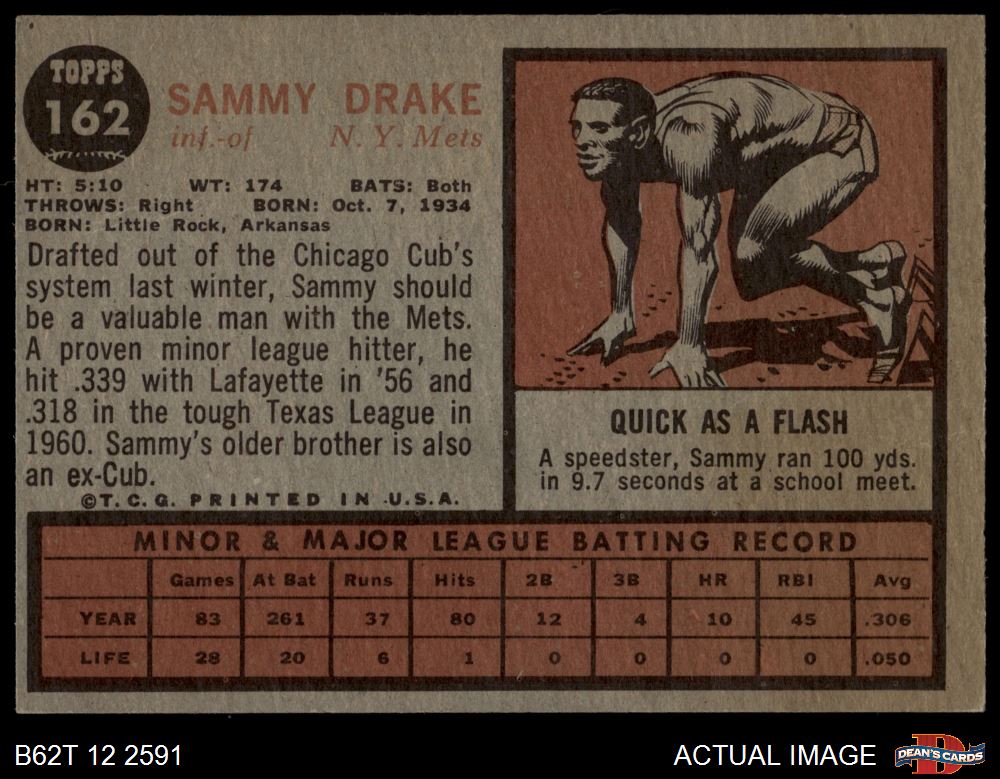 TOPPS
162
SAMMY DRAKE
inf.-of N. Y. Mets
HT: 5:10 WT: 174 BATS: Both
THROWS: Right BORN: Oct. 7, 1934
BORN: Little Rock, Arkansas
Drafted out of the Chicago Cub's
system last winter, Sammy should
be a valuable man with the Mets.
A proven minor league hitter, he
hit .339 with Lafayette in '56 and
.318 in the tough Texas League in
1960. Sammy's older brother is also
an ex-Cub.
©T. C. G. PRINTED IN U.S.A.
QUICK AS A FLASH
A speedster, Sammy ran 100 yds.
in 9.7 seconds at a school meet.
MINOR & MAJOR LEAGUE BATTING RECORD
Games At Bat Runs Hits 2B 3B HR RBI Avg
YEAR 83 261 37 80 12 4 10 45 .306
LIFE 28 20 6 1 0 0 0 0 .050
B62T 12 2591
ACTUAL IMAGE
DEAN'S CARDS